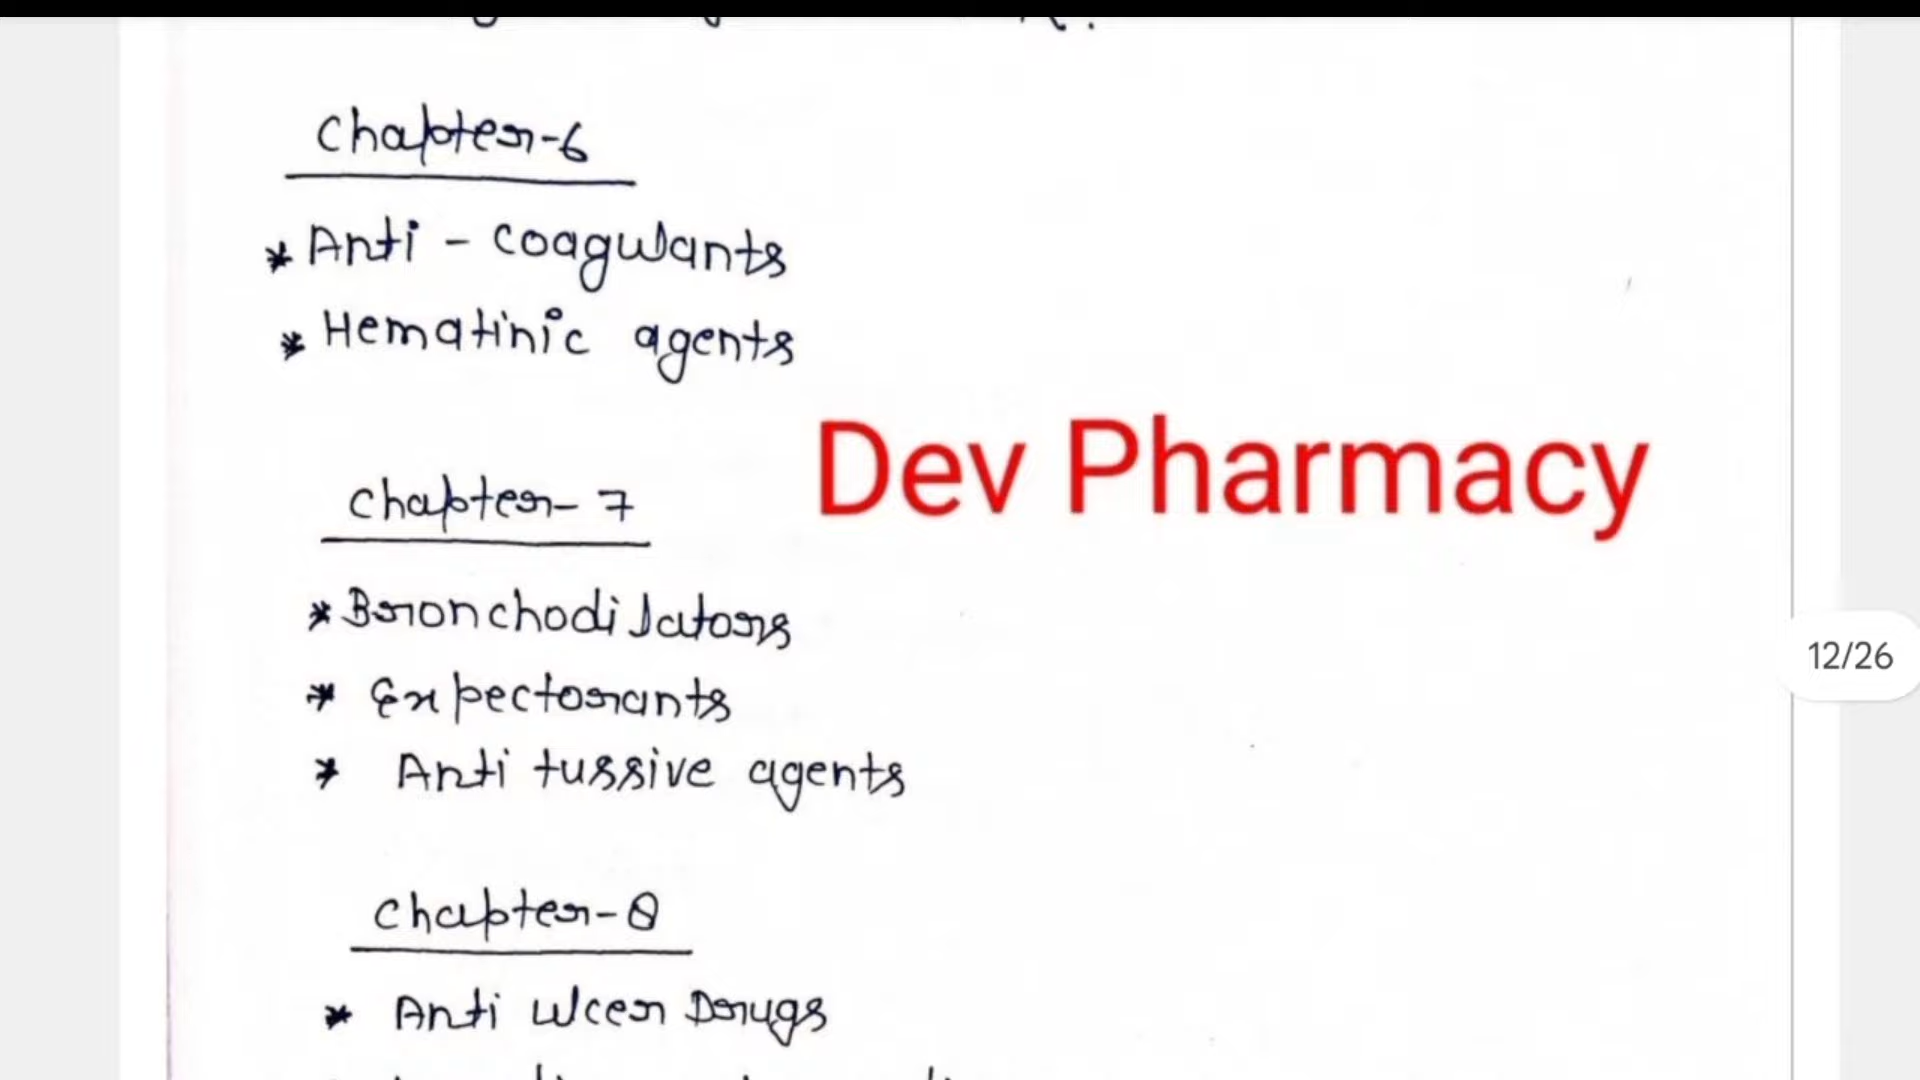 Chapter-6
* Anti - coagulants
* Hematinic agents
Dev Pharmacy
Chapter-7
* Bronchodilators
12/26
* Expectorants
* Anti tussive agents
Chapter-8
* Anti ulcer Drugs